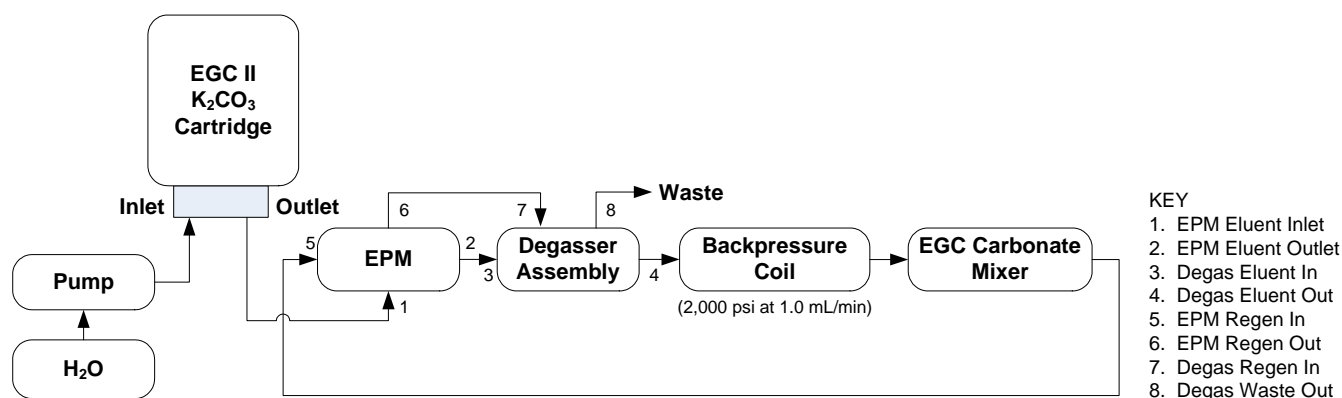 EGC II
K₂CO₃
Cartridge
Inlet
Outlet
Waste
6
7
8
5
EPM
2
3
Degasser
Assembly
4
Backpressure
Coil
EGC Carbonate
Mixer
Pump
1
(2,000 psi at 1.0 mL/min)
H₂O
KEY
1. EPM Eluent Inlet
2. EPM Eluent Outlet
3. Degas Eluent In
4. Degas Eluent Out
5. EPM Regen In
6. EPM Regen Out
7. Degas Regen In
8. Degas Waste Out